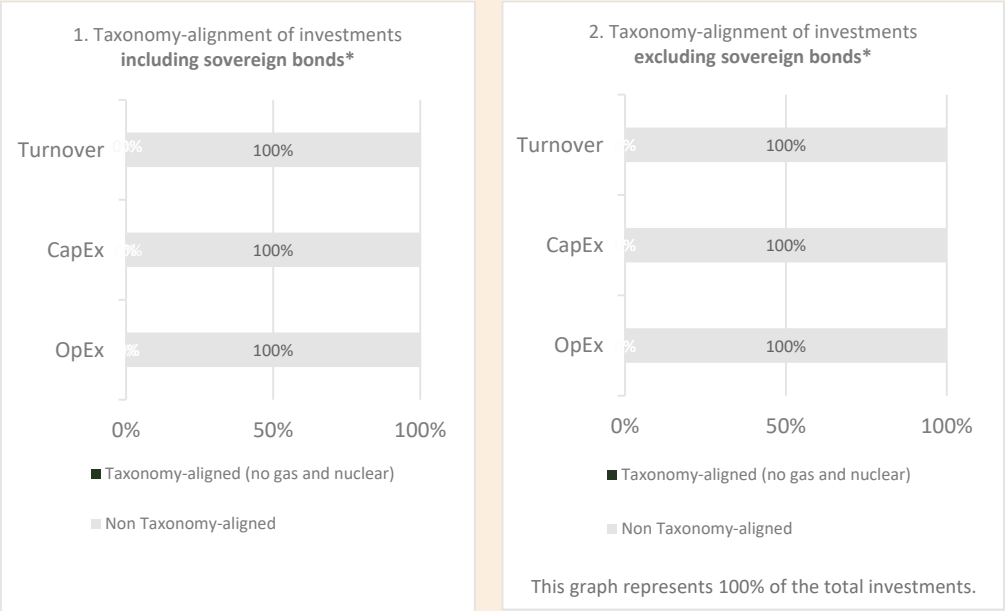 1. Taxonomy-alignment of investments
including sovereign bonds*
Turnover 100%
CapEx 100%
OpEx 100%
0% 50% 100%
Taxonomy-aligned (no gas and nuclear)
Non Taxonomy-aligned
2. Taxonomy-alignment of investments
excluding sovereign bonds*
Turnover % 100%
CapEx % 100%
OpEx % 100%
0% 50% 100%
Taxonomy-aligned (no gas and nuclear)
Non Taxonomy-aligned
This graph represents 100% of the total investments.